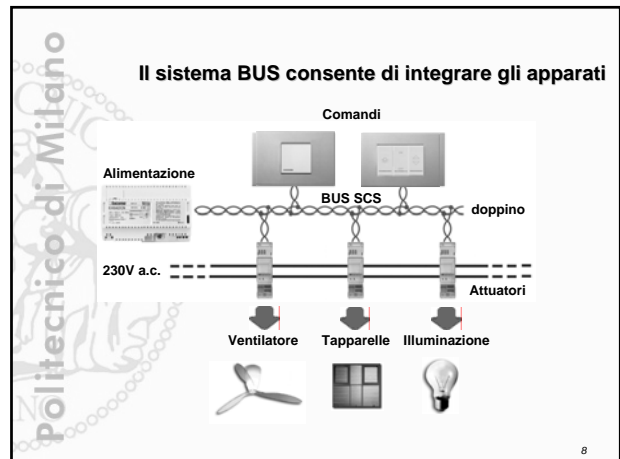 Politecnico di Milano
Il sistema BUS consente di integrare gli apparati
Comandi
Alimentazione
BUS SCS
doppino
230V a.c.
Attuatori
Ventilatore
Tapparelle
Illuminazione
8